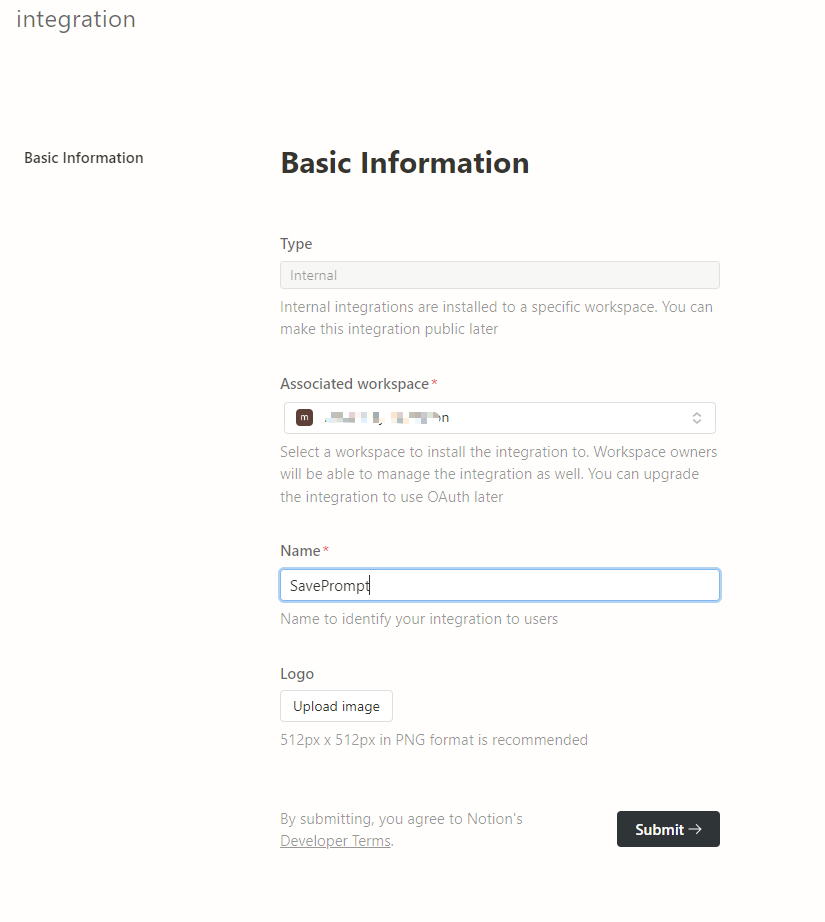 integration
Basic Information
Basic Information
Type
Internal
Internal integrations are installed to a specific workspace. You can
make this integration public later
Associated workspace*
m
Select a workspace to install the integration to. Workspace owners
will be able to manage the integration as well. You can upgrade
the integration to use OAuth later
Name*
SavePrompt
Name to identify your integration to users
Logo
Upload image
512px x 512px in PNG format is recommended
By submitting, you agree to Notion's
Developer Terms.
Submit →